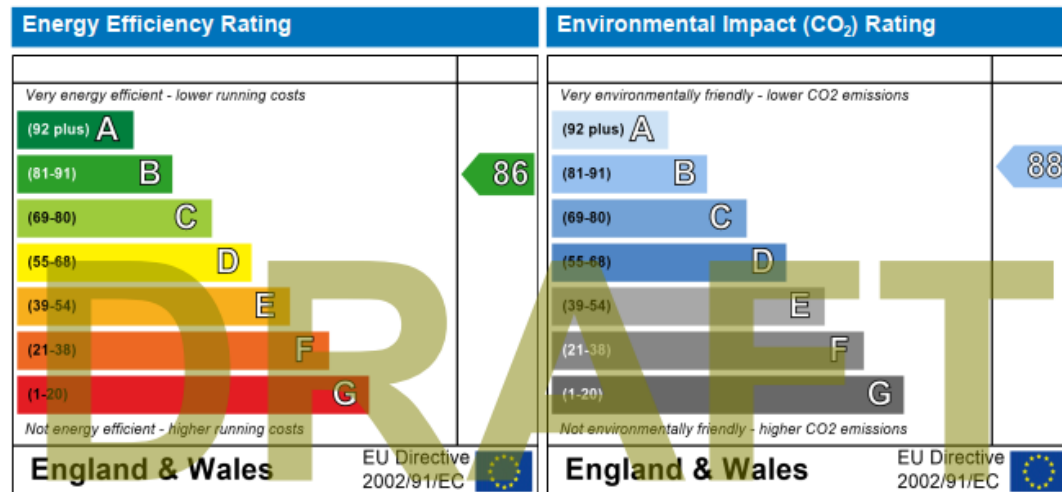 Energy Efficiency Rating
Very energy efficient - lower running costs
(92 plus) A
(81-91) B
86
(69-80) C
(55-68) D
(39-54) E
(21-38) F
(1-20) G
Not energy efficient - higher running costs
England & Wales
EU Directive
2002/91/EC
Environmental Impact (CO₂) Rating
Very environmentally friendly - lower CO2 emissions
(92 plus) A
(81-91) B
88
(69-80) C
(55-68) D
(39-54) E
(21-38) F
(1-20) G
Not environmentally friendly - higher CO2 emissions
England & Wales
EU Directive
2002/91/EC
DRAFT